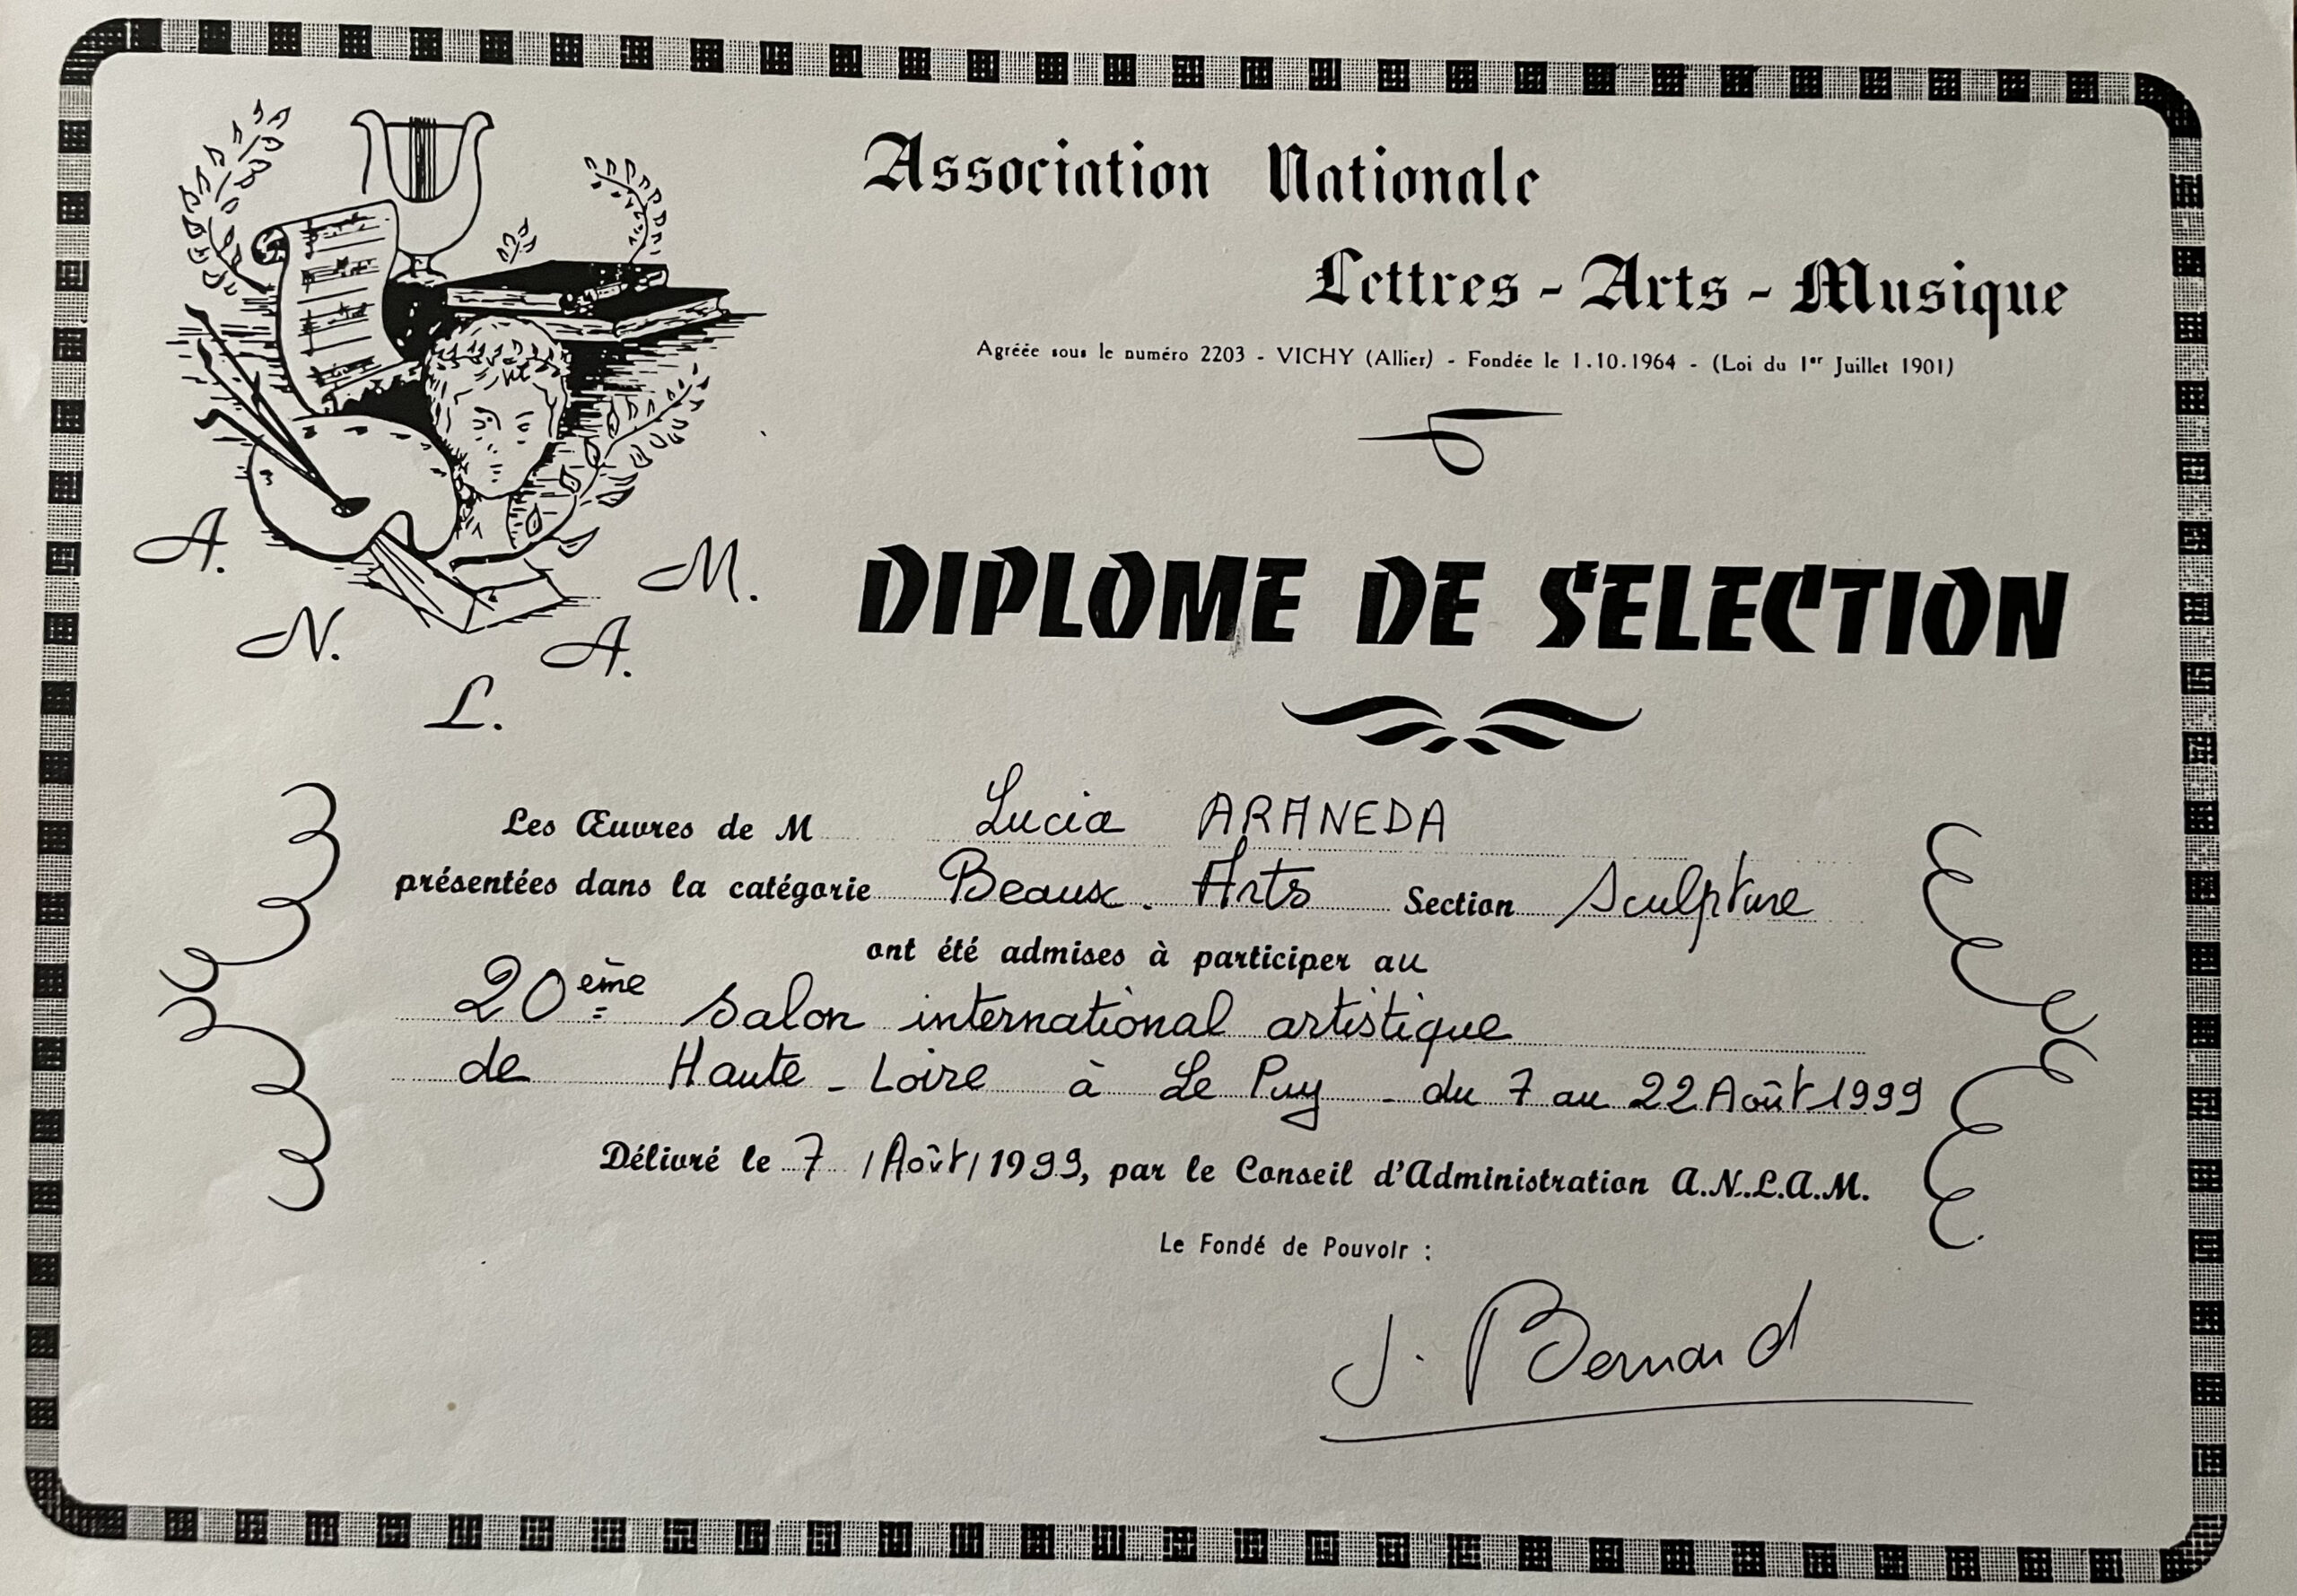 Association Nationale
Lettres - Arts - Musique
Agréée sous le numéro 2203 - VICHY (Allier) - Fondée le 1.10.1964 - (Loi du 1er Juillet 1901)
A. N. L. A. M.
DIPLOME DE SELECTION
Les Œuvres de M Lucia ARANEDA
présentées dans la catégorie Beaux-Arts Section Sculpture
ont été admises à participer au
20ème Salon international artistique
de Haute-Loire à Le Puy - du 7 au 22 Août 1999
Délivré le 7 / Août / 1999, par le Conseil d'Administration A.N.L.A.M.
Le Fondé de Pouvoir :
J. Bernard